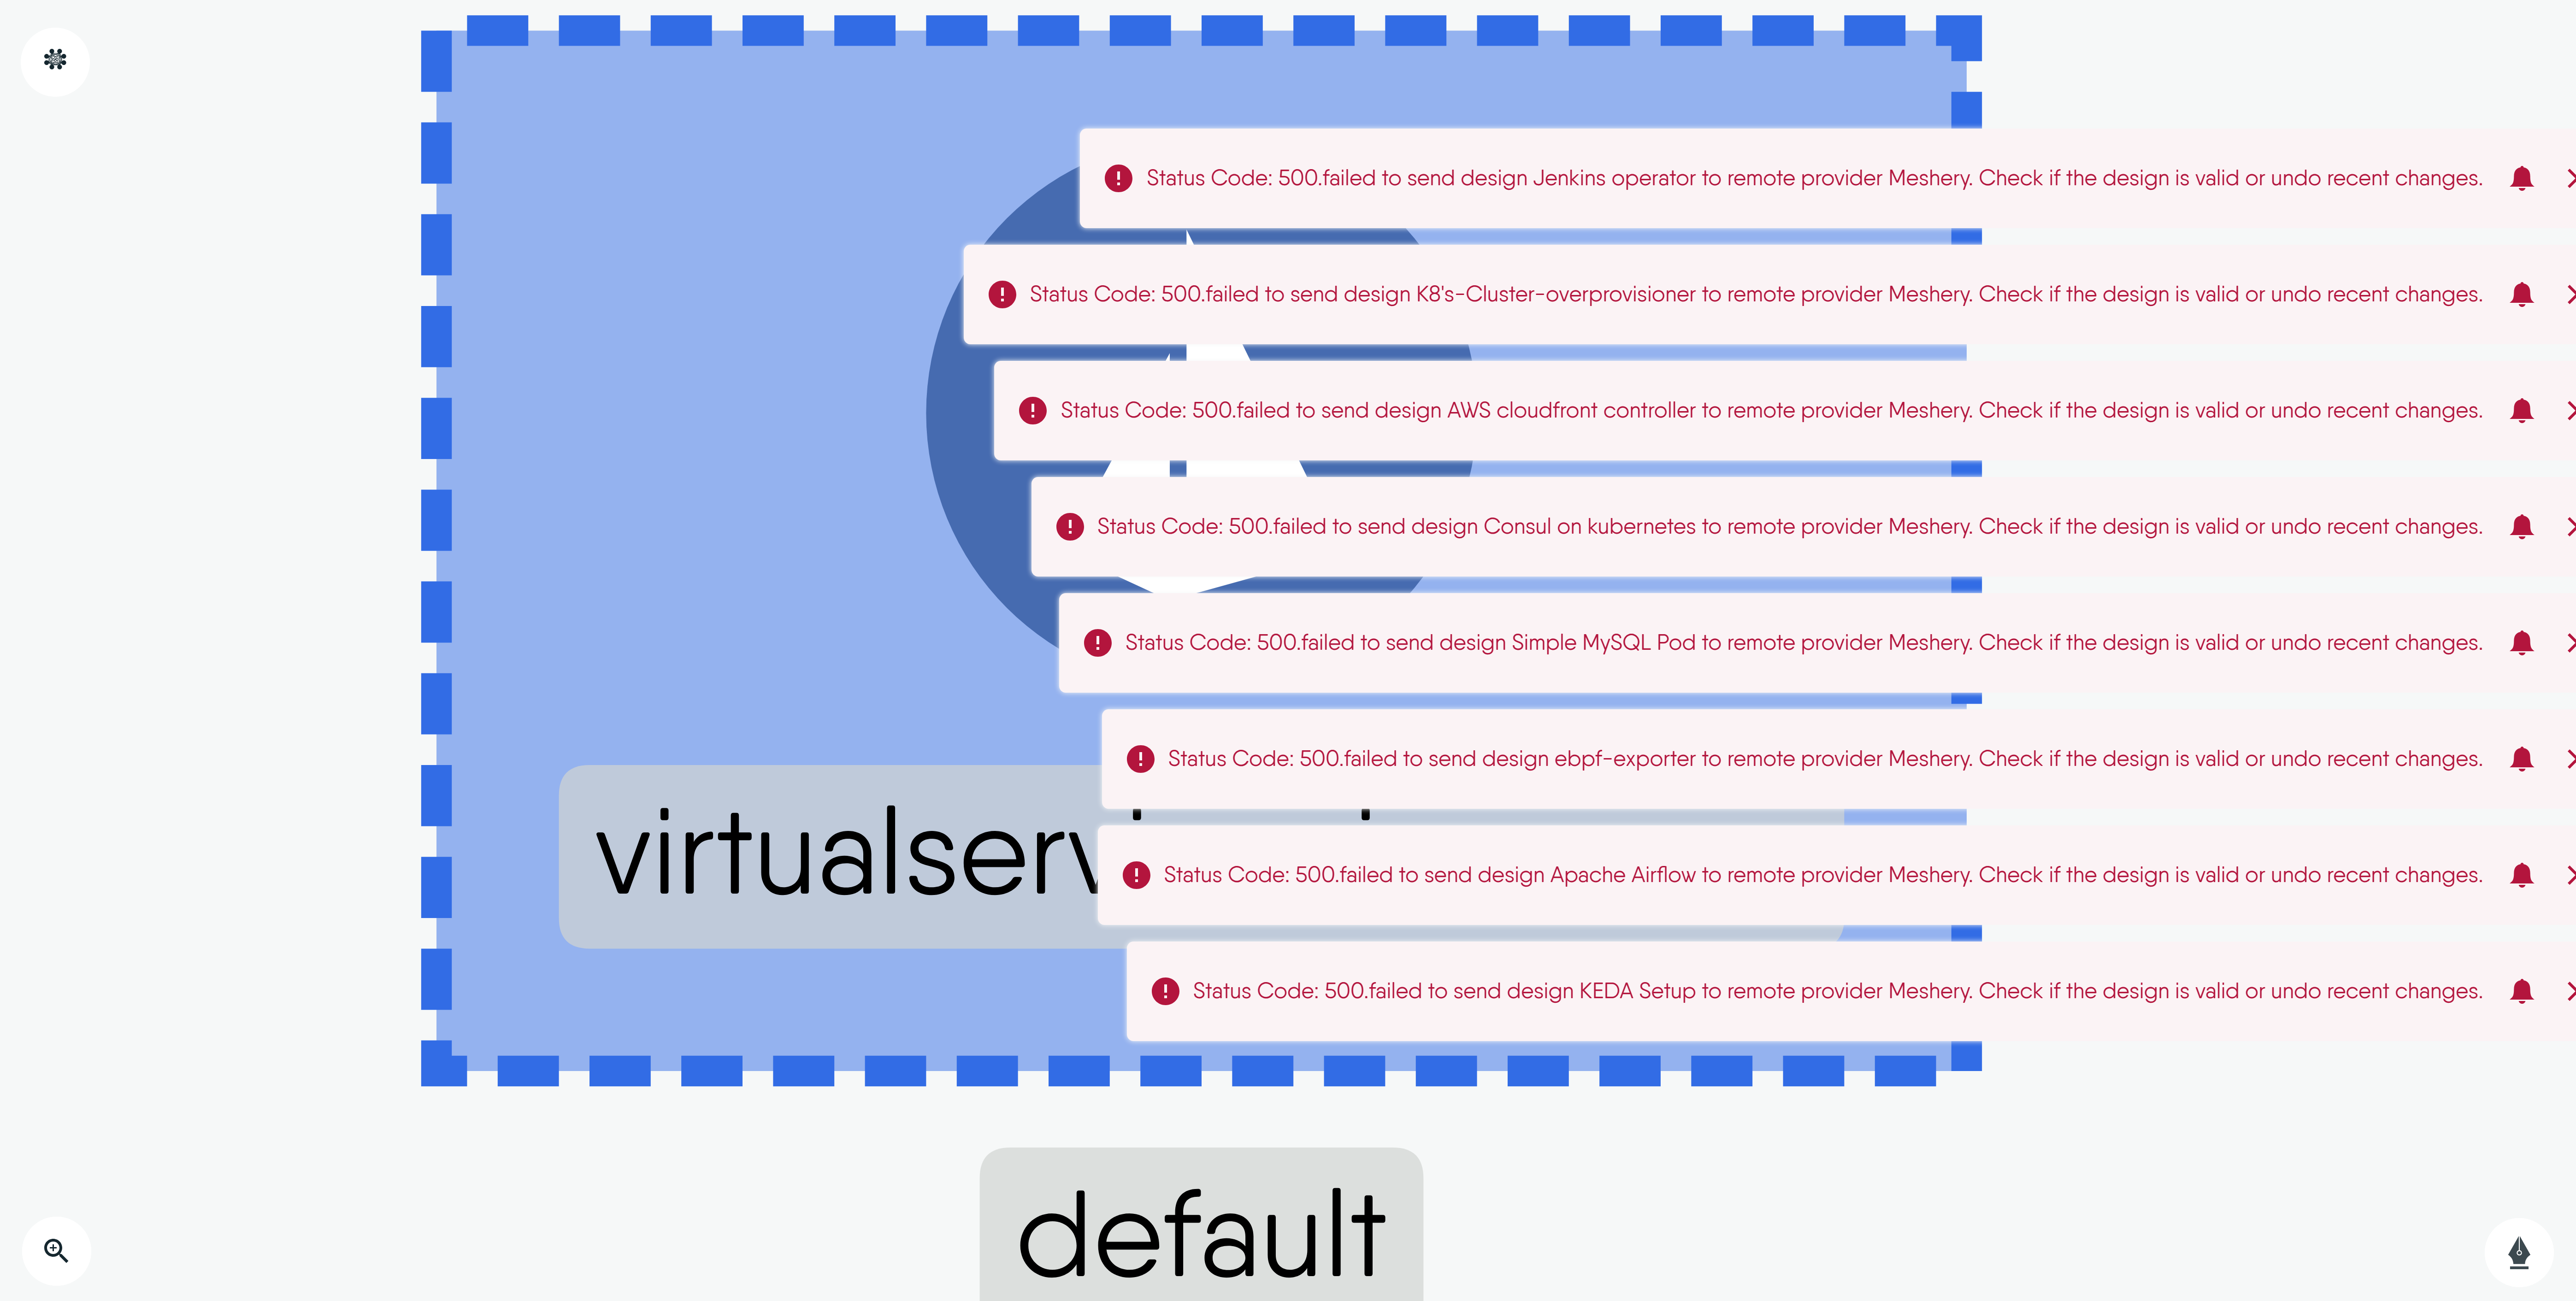 Status Code: 500.failed to send design Jenkins operator to remote provider Meshery. Check if the design is valid or undo recent changes.
Status Code: 500.failed to send design K8's-Cluster-overprovisioner to remote provider Meshery. Check if the design is valid or undo recent changes.
Status Code: 500.failed to send design AWS cloudfront controller to remote provider Meshery. Check if the design is valid or undo recent changes.
Status Code: 500.failed to send design Consul on kubernetes to remote provider Meshery. Check if the design is valid or undo recent changes.
Status Code: 500.failed to send design Simple MySQL Pod to remote provider Meshery. Check if the design is valid or undo recent changes.
Status Code: 500.failed to send design ebpf-exporter to remote provider Meshery. Check if the design is valid or undo recent changes.
Status Code: 500.failed to send design Apache Airflow to remote provider Meshery. Check if the design is valid or undo recent changes.
Status Code: 500.failed to send design KEDA Setup to remote provider Meshery. Check if the design is valid or undo recent changes.
default